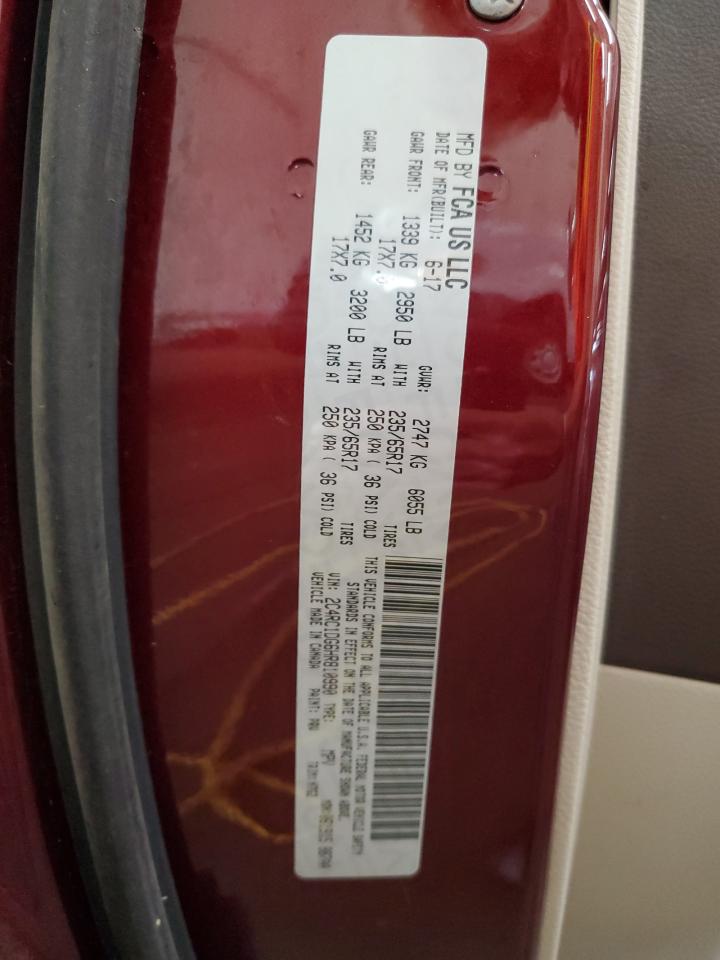 MFD BY FCA US LLC
DATE OF MFR(BUILT): 6-17 GVWR: 2747 KG 6055 LB
GAWR FRONT: 1339 KG 2950 LB WITH 235/65R17 TIRES
17X7.0 RIMS AT 250 KPA ( 36 PSI) COLD
GAWR REAR: 1452 KG 3200 LB WITH 235/65R17 TIRES
17X7.0 RIMS AT 250 KPA ( 36 PSI) COLD
THIS VEHICLE CONFORMS TO ALL APPLICABLE U.S.A. FEDERAL MOTOR VEHICLE SAFETY
STANDARDS IN EFFECT ON THE DATE OF MANUFACTURE SHOWN ABOVE.
VIN: 2C4RC1DG6HR810990 TYPE: MPV
VEHICLE MADE IN CANADA PAINT: PRV